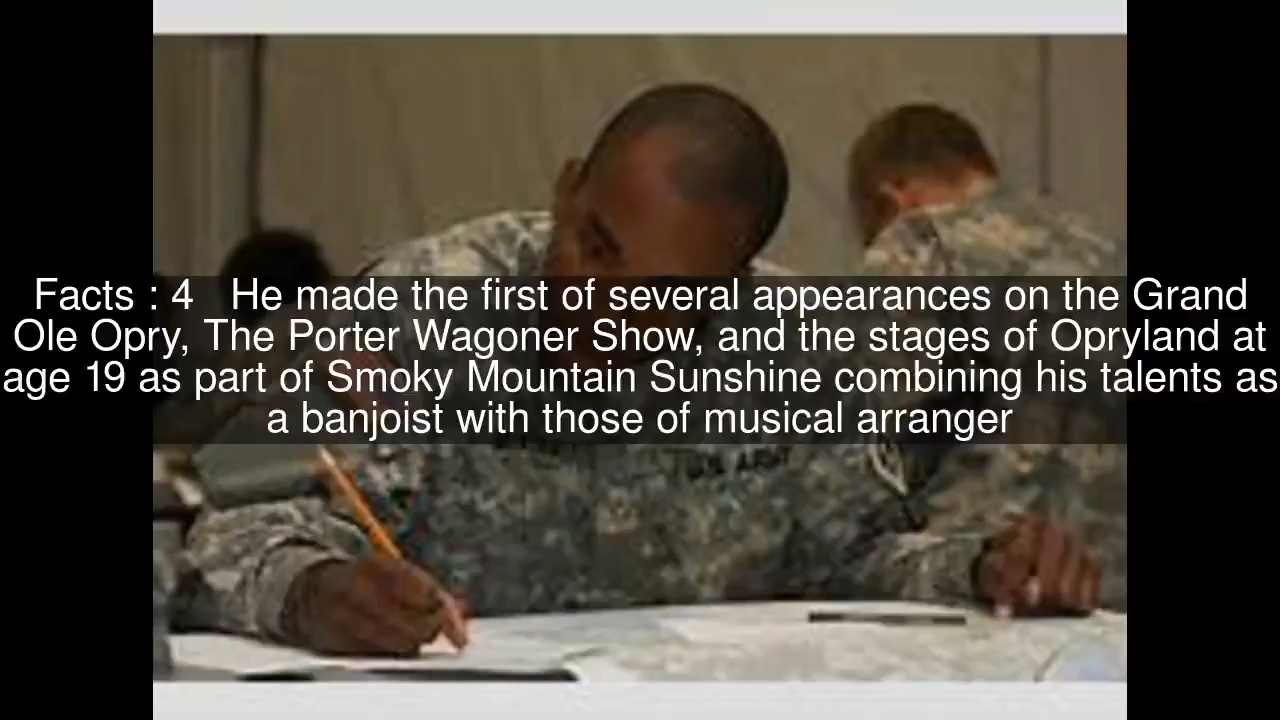 Facts : 4 He made the first of several appearances on the Grand
Ole Opry, The Porter Wagoner Show, and the stages of Opryland at
age 19 as part of Smoky Mountain Sunshine combining his talents as
a banjoist with those of musical arranger
U.S. ARMY